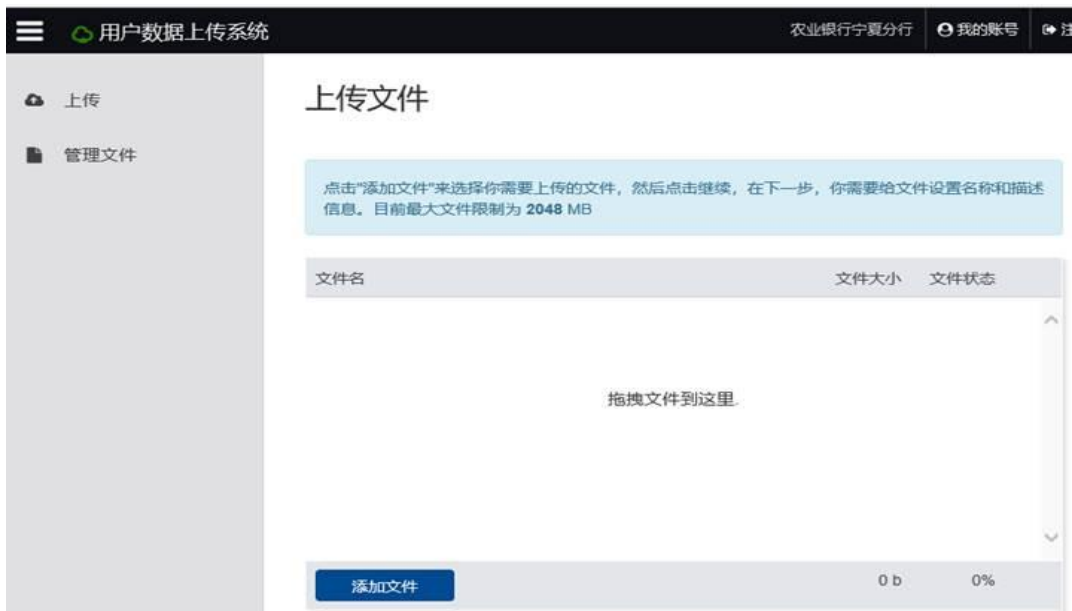 用户数据上传系统
农业银行宁夏分行
我的账号
注
上传
管理文件
上传文件
点击"添加文件"来选择你需要上传的文件，然后点击继续，在下一步，你需要给文件设置名称和描述
信息。目前最大文件限制为 2048 MB
文件名 文件大小 文件状态
拖拽文件到这里.
添加文件 0 b 0%